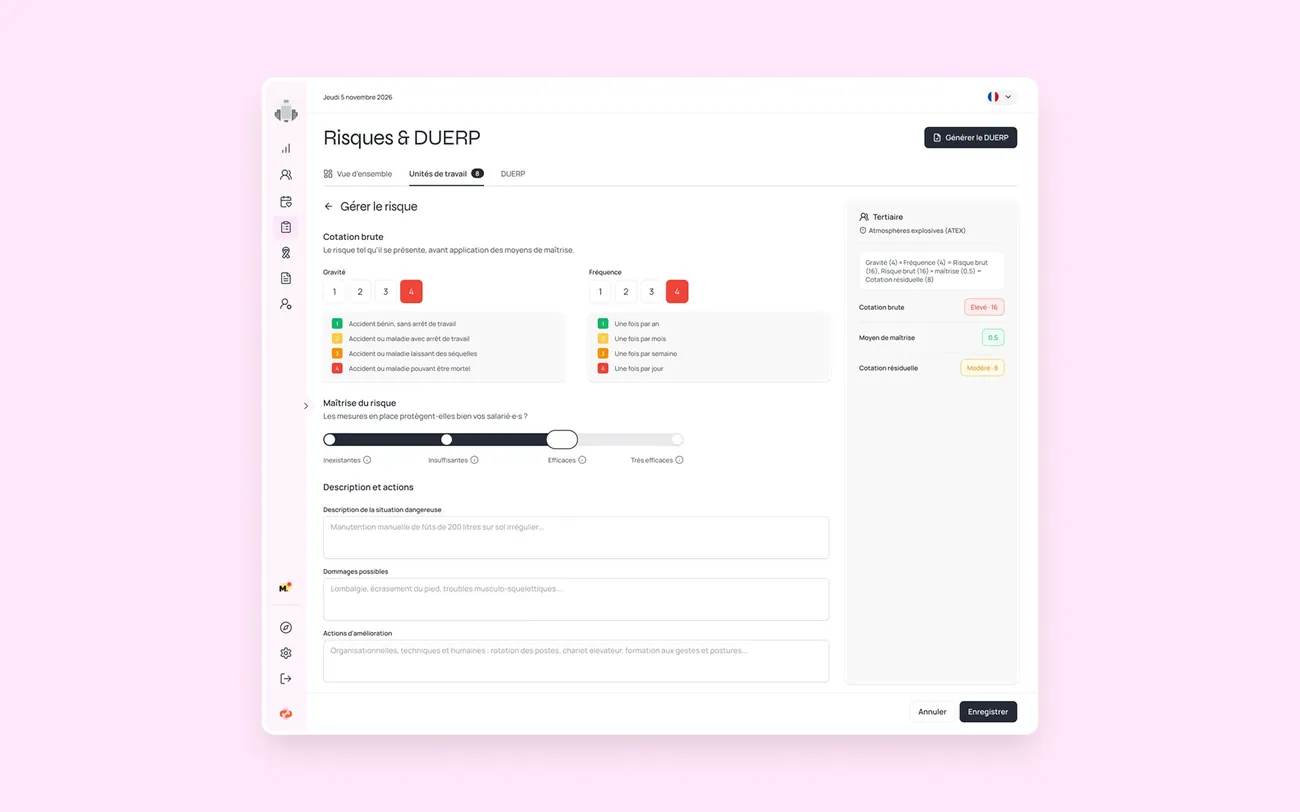 Jeudi 5 novembre 2026
Risques & DUERP
Générer le DUERP
Vue d'ensemble
Unités de travail 8
DUERP
Gérer le risque
Cotation brute
Le risque tel qu'il se présente, avant application des moyens de maîtrise.
Gravité
1 2 3 4
1 Accident bénin, sans arrêt de travail
2 Accident ou maladie avec arrêt de travail
3 Accident ou maladie laissant des séquelles
4 Accident ou maladie pouvant être mortel
Fréquence
1 2 3 4
1 Une fois par an
2 Une fois par mois
3 Une fois par semaine
4 Une fois par jour
Maîtrise du risque
Les mesures en place protègent-elles bien vos salarié·e·s ?
Inexistantes
Insuffisantes
Efficaces
Très efficaces
Description et actions
Description de la situation dangereuse
Manutention manuelle de fûts de 200 litres sur sol irrégulier...
Dommages possibles
Lombalgie, écrasement du pied, troubles musculo-squelettiques...
Actions d'amélioration
Organisationnelles, techniques et humaines : rotation des postes, chariot élévateur, formation aux gestes et postures...
Tertiaire
Atmosphères explosives (ATEX)
Gravité (4) × Fréquence (4) = Risque brut
(16), Risque brut (16) × maîtrise (0,5) =
Cotation résiduelle (8)
Cotation brute
Élevé · 16
Moyen de maîtrise
0.5
Cotation résiduelle
Modéré · 8
M.
Annuler
Enregistrer